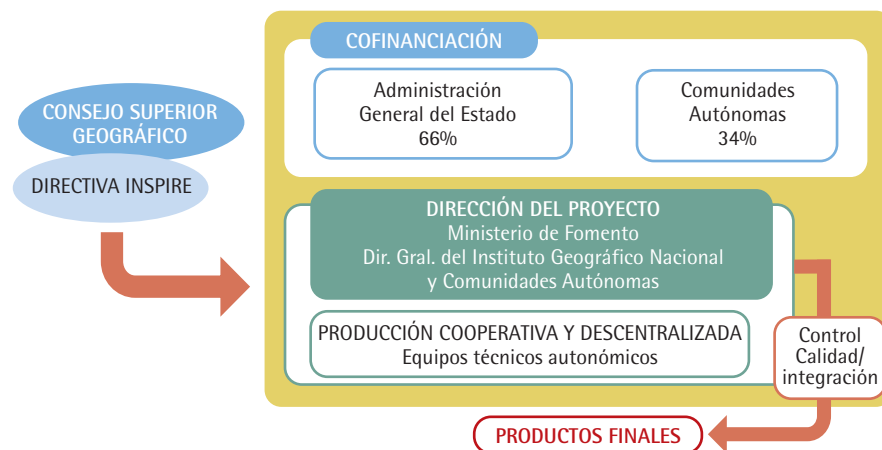 COFINANCIACIÓN
Administración
General del Estado
66%
Comunidades
Autónomas
34%
CONSEJO SUPERIOR
GEOGRÁFICO
DIRECTIVA INSPIRE
DIRECCIÓN DEL PROYECTO
Ministerio de Fomento
Dir. Gral. del Instituto Geográfico Nacional
y Comunidades Autónomas
PRODUCCIÓN COOPERATIVA Y DESCENTRALIZADA
Equipos técnicos autonómicos
Control
Calidad/
integración
PRODUCTOS FINALES